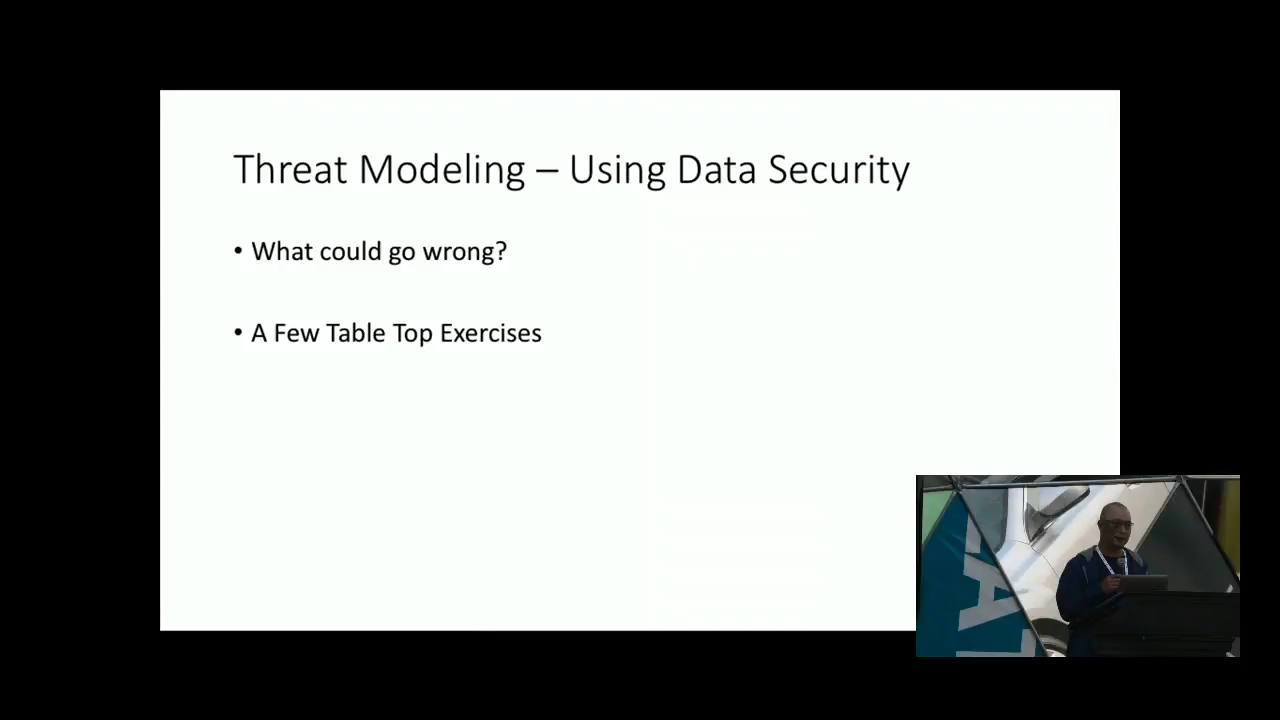 Threat Modeling – Using Data Security
• What could go wrong?
• A Few Table Top Exercises